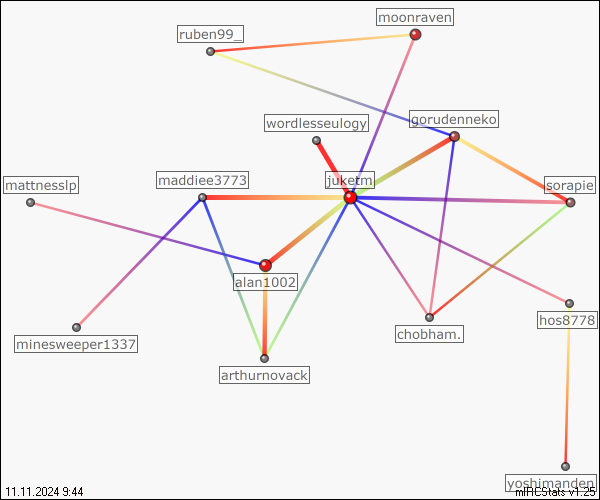 moonraven
ruben99_
gorudenneko
wordlesseulogy
maddiee3773
juketm
mattnesslp
sorapie
alan1002
hos8778
chobham.
minesweeper1337
arthurnovack
yoshimanden
11.11.2024 9:44
mIRCStats v1.25